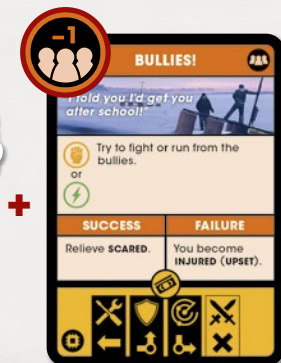 -1
BULLIES!
"I told you I'd get you
after school!"
Try to fight or run from the
bullies.
or
SUCCESS
FAILURE
Relieve SCARED.
You become
INJURED (UPSET).
+